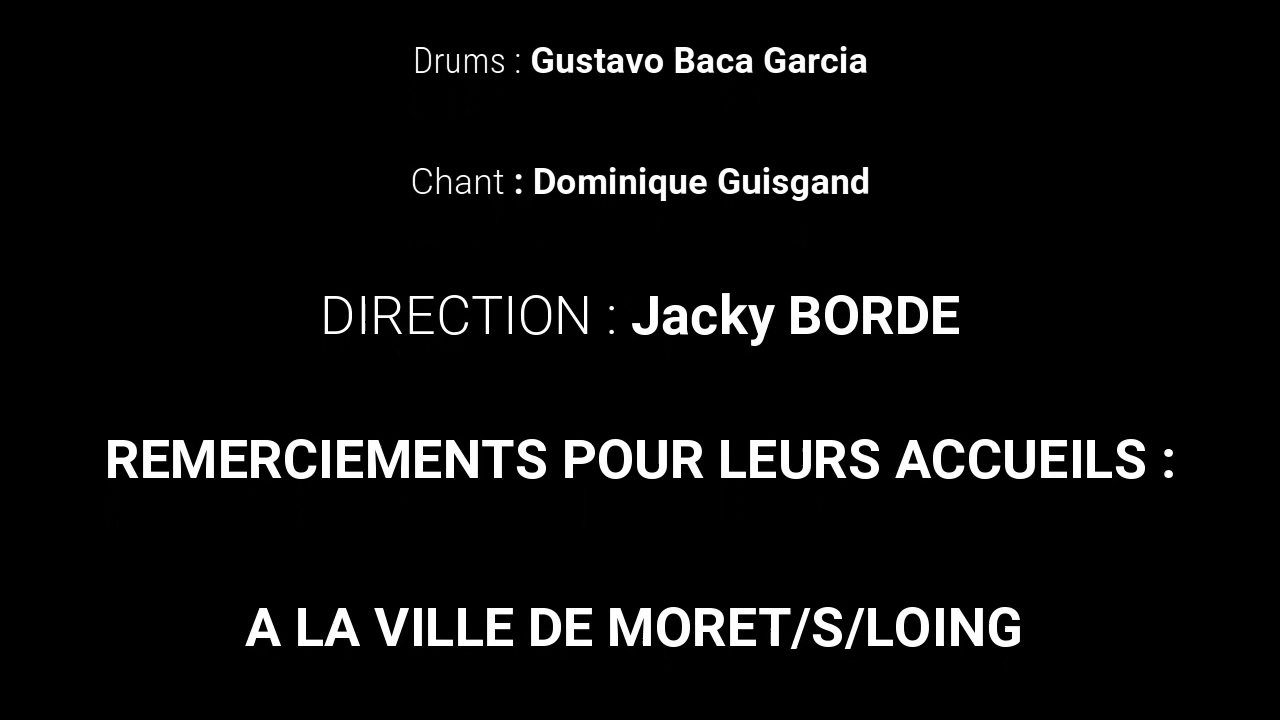 Drums : Gustavo Baca Garcia
Chant : Dominique Guisgand
DIRECTION : Jacky BORDE
REMERCIEMENTS POUR LEURS ACCUEILS :
A LA VILLE DE MORET/S/LOING